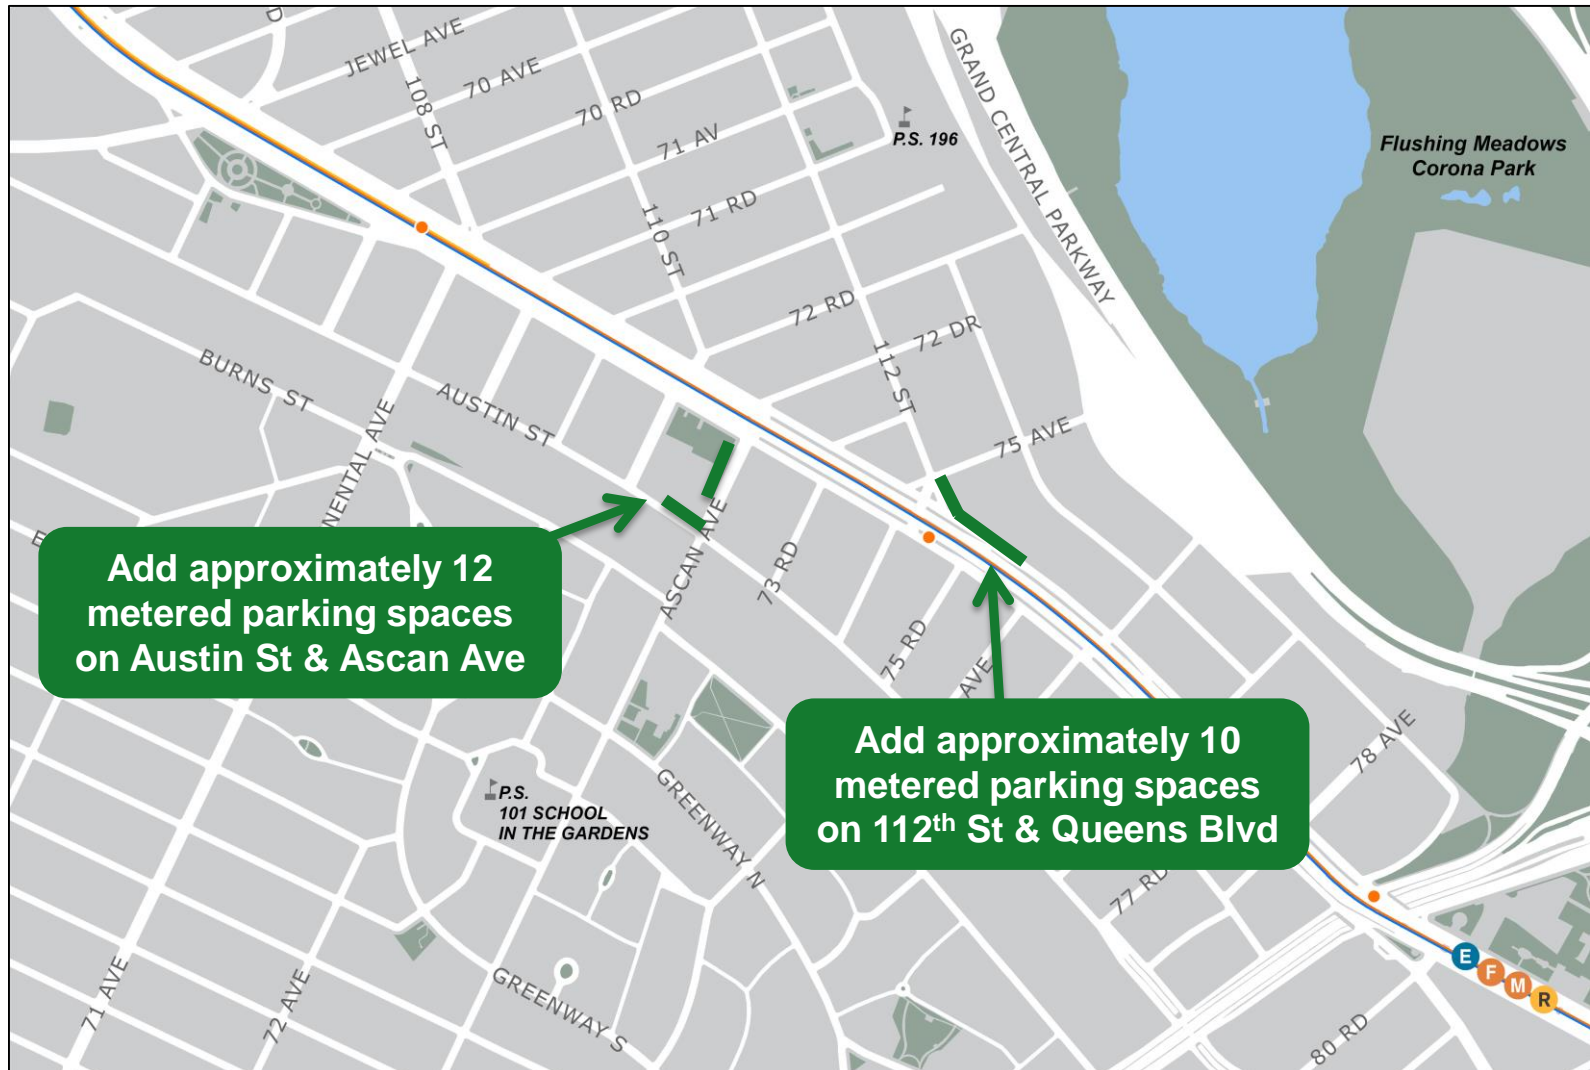 D
JEWEL AVE
108 ST
70 AVE
70 RD
71 AV
P.S. 196
GRAND CENTRAL PARKWAY
Flushing Meadows
Corona Park
71 RD
110 ST
72 RD
72 DR
112 ST
75 AVE
BURNS ST
AUSTIN ST
NENTAL AVE
ASCAN AVE
73 RD
75 RD
AVE
Add approximately 12
metered parking spaces
on Austin St & Ascan Ave
Add approximately 10
metered parking spaces
on 112th St & Queens Blvd
78 AVE
77 RD
P.S.
101 SCHOOL
IN THE GARDENS
GREENWAY N
GREENWAY S
71 AVE
72 AVE
80 RD
E
F
M
R